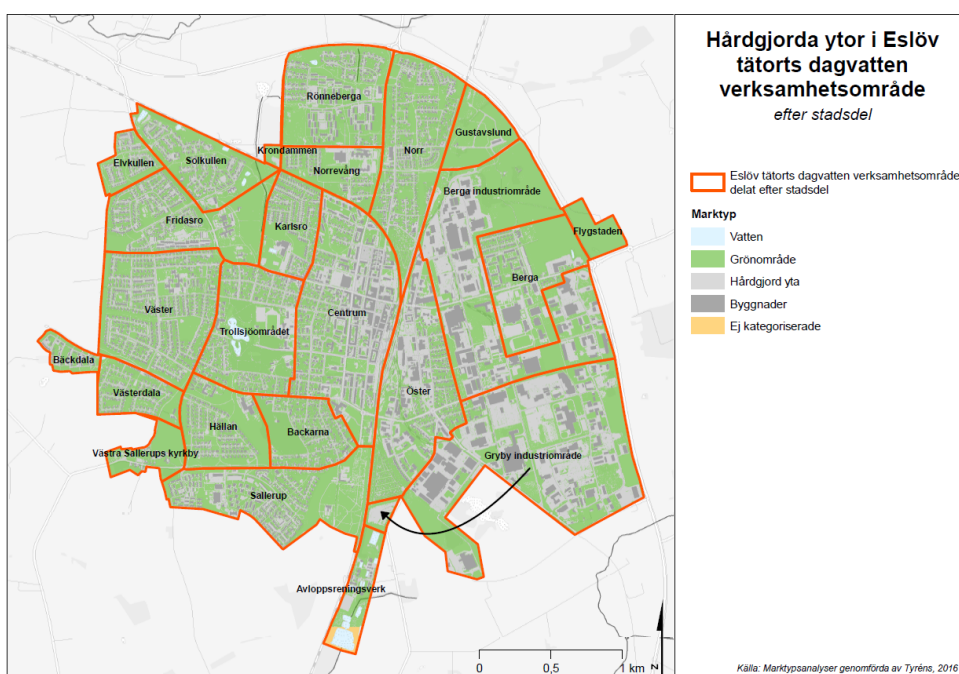 Hårdgjorda ytor i Eslöv
tätorts dagvatten
verksamhetsområde
efter stadsdel
Eslöv tätorts dagvatten verksamhetsområde
delat efter stadsdel
Marktyp
Vatten
Grönområde
Hårdgjord yta
Byggnader
Ej kategoriserade
Rönneberga
Norr
Gustavslund
Elvkullen
Solkullen
Krondammen
Norrevång
Berga industriområde
Fridasro
Karlsro
Flygstaden
Berga
Väster
Centrum
Trollsjöområdet
Bäckdala
Västerdala
Öster
Hällan
Backarna
Västra Sallerups kyrkby
Gryby industriområde
Sallerup
Avloppsreningsverk
0 0,5 1 km
N
Källa: Marktypsanalyser genomförda av Tyréns, 2016